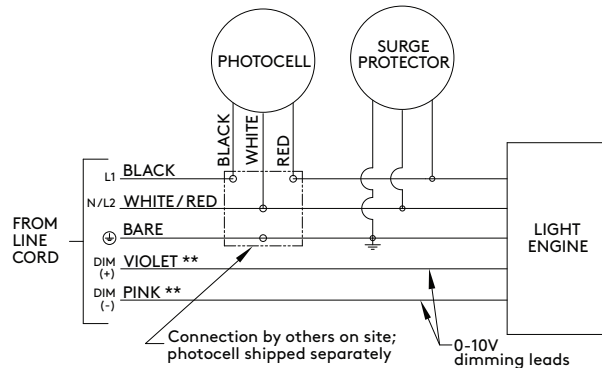 PHOTOCELL
SURGE
PROTECTOR
BLACK
WHITE
RED
L1 BLACK
N/L2 WHITE/RED
BARE
FROM
LINE
CORD
DIM
(+)
VIOLET **
DIM
(-)
PINK **
LIGHT
ENGINE
Connection by others on site;
photocell shipped separately
0-10V
dimming leads